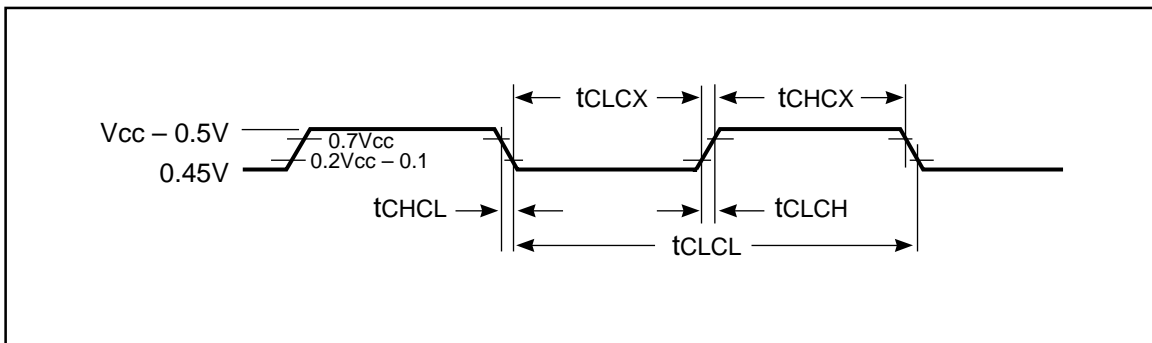 tCLCX
tCHCX
Vcc – 0.5V
0.7Vcc
0.2Vcc – 0.1
0.45V
tCHCL
tCLCH
tCLCL